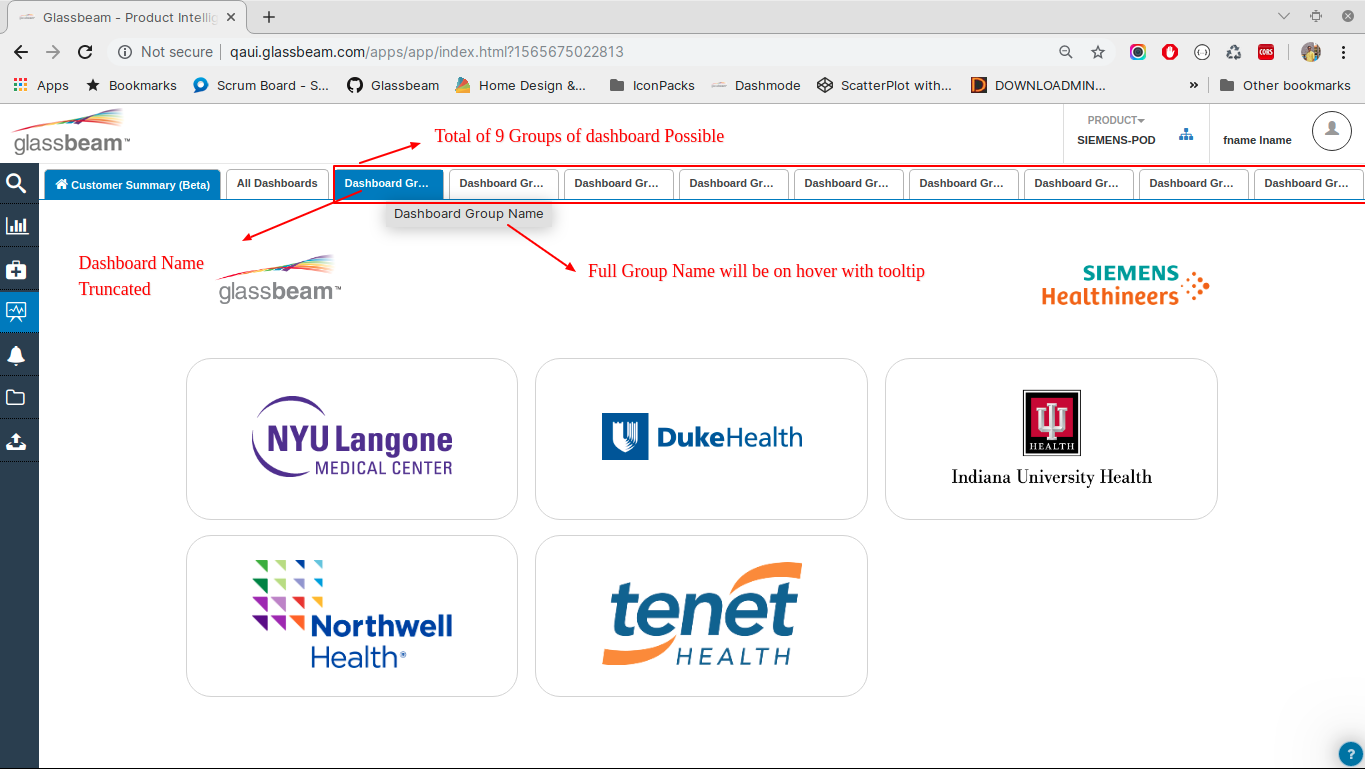 Glassbeam - Product Intellig
Not secure | qaui.glassbeam.com/apps/app/index.html?1565675022813
CORS
Apps Bookmarks Scrum Board - S... Glassbeam Home Design &... IconPacks Dashmode ScatterPlot with... DOWNLOADMIN... » Other bookmarks
glassbeam™
Total of 9 Groups of dashboard Possible
PRODUCT
SIEMENS-POD
fname lname
Customer Summary (Beta) All Dashboards Dashboard Gr... Dashboard Gr... Dashboard Gr... Dashboard Gr... Dashboard Gr... Dashboard Gr... Dashboard Gr... Dashboard Gr... Dashboard Gr...
Dashboard Group Name
Dashboard Name
Truncated
glassbeam™
Full Group Name will be on hover with tooltip
SIEMENS
Healthineers
NYU Langone
MEDICAL CENTER
DukeHealth
HEALTH
Indiana University Health
Northwell
Health®
tenet
HEALTH
?